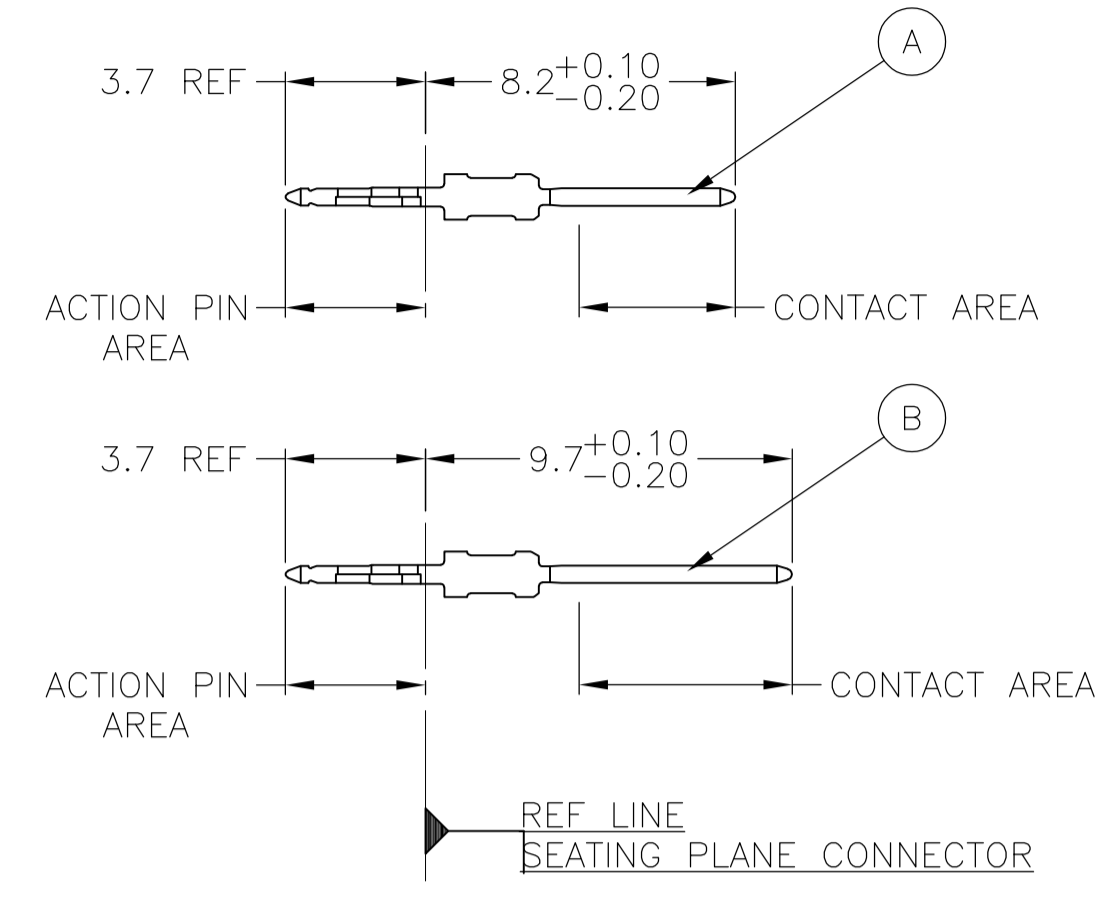 A
3.7 REF
8.2 +0.10
-0.20
ACTION PIN
AREA
CONTACT AREA
B
3.7 REF
9.7 +0.10
-0.20
ACTION PIN
AREA
CONTACT AREA
REF LINE
SEATING PLANE CONNECTOR